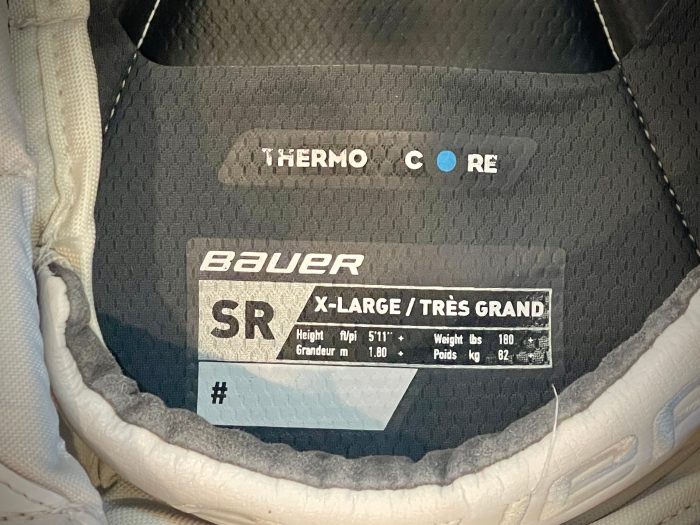 THERMO CORE
BAUER
SR
X-LARGE / TRÈS GRAND
Height ft/pi 5'11" + Weight lbs 180 +
Grandeur m 1.80 + Poids kg 82
#